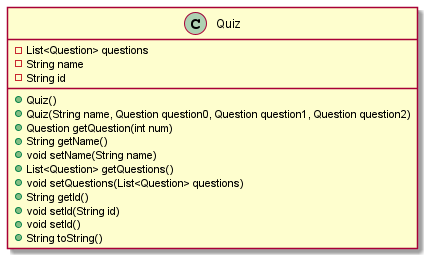 C Quiz
List<Question> questions
String name
String id
Quiz()
Quiz(String name, Question question0, Question question1, Question question2)
Question getQuestion(int num)
String getName()
void setName(String name)
List<Question> getQuestions()
void setQuestions(List<Question> questions)
String getId()
void setId(String id)
void setId()
String toString()